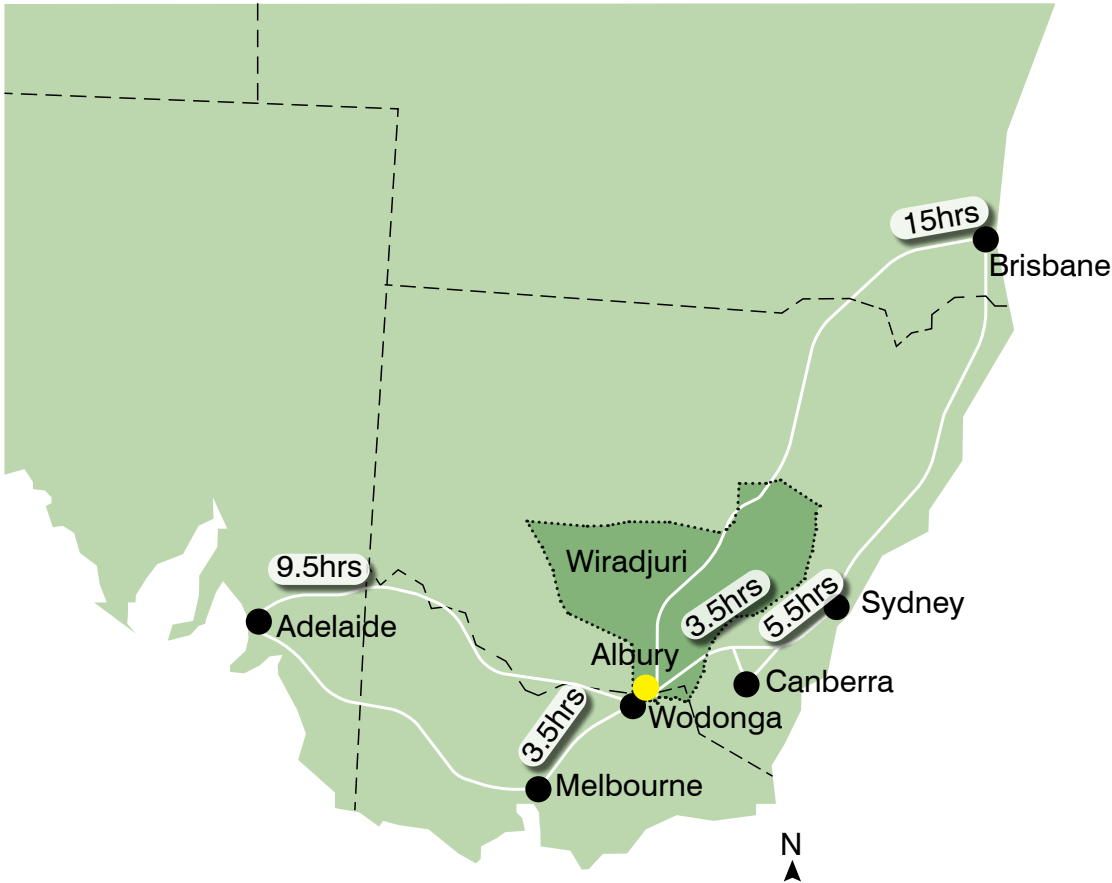 15hrs
Brisbane
Wiradjuri
9.5hrs
3.5hrs
5.5hrs
Sydney
Adelaide
Albury
Canberra
Wodonga
3.5hrs
Melbourne
N